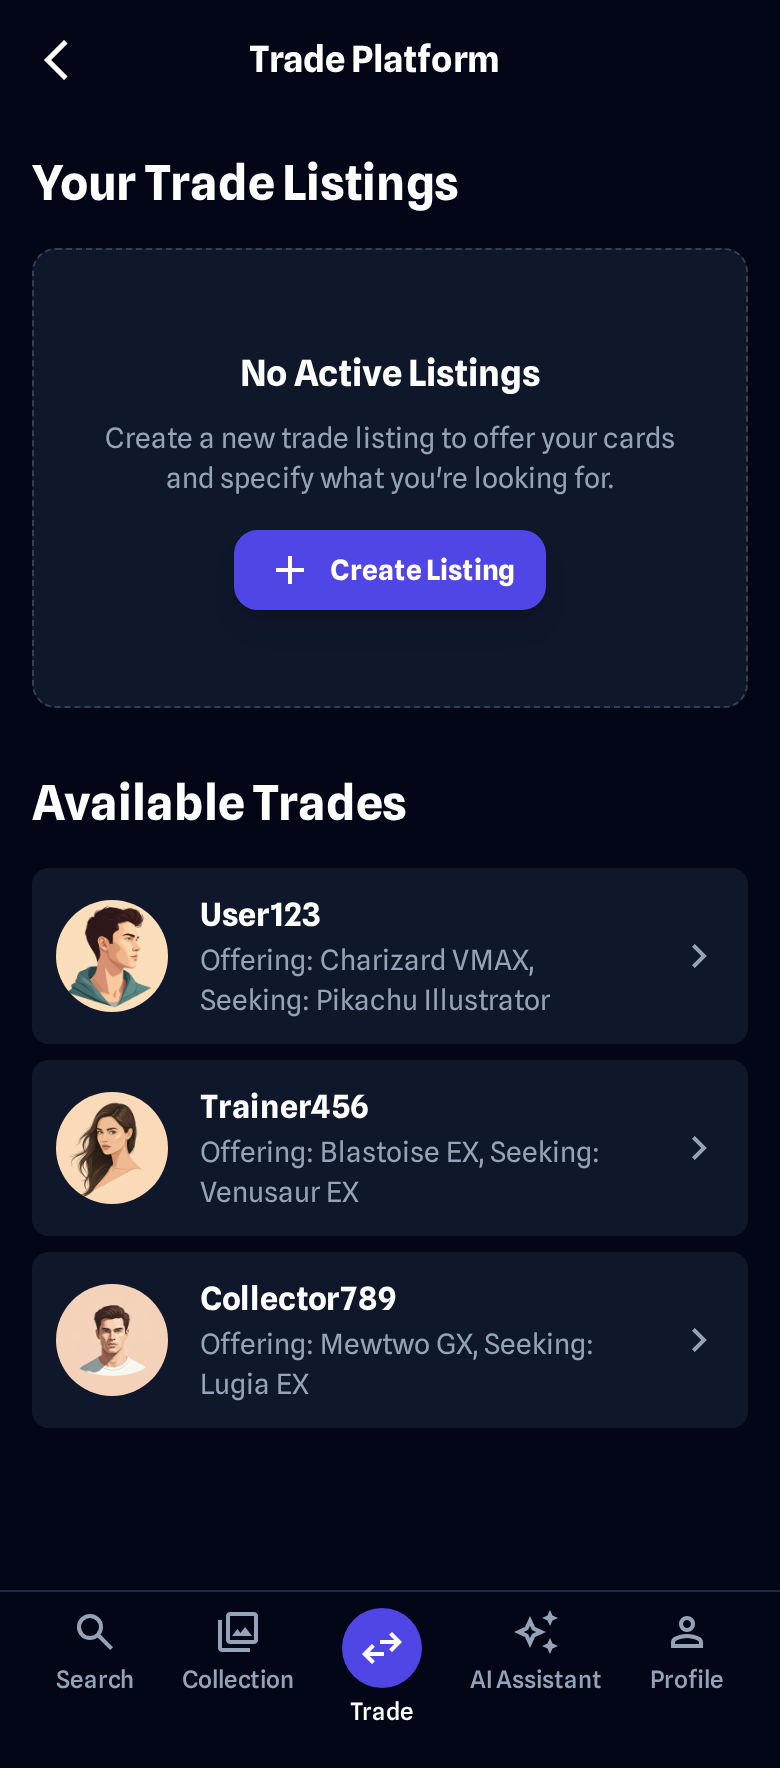 Trade Platform
Your Trade Listings
No Active Listings
Create a new trade listing to offer your cards
and specify what you're looking for.
Create Listing
Available Trades
User123
Offering: Charizard VMAX,
Seeking: Pikachu Illustrator
Trainer456
Offering: Blastoise EX, Seeking:
Venusaur EX
Collector789
Offering: Mewtwo GX, Seeking:
Lugia EX
Search
Collection
Trade
AI Assistant
Profile